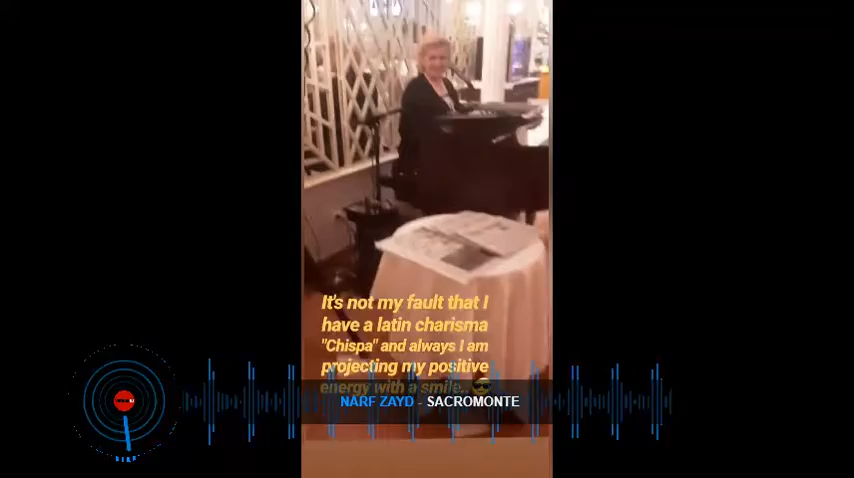 It's not my fault that I
have a latin charisma
"Chispa" and always I am
projecting my positive
energy with a smile.. 😎
NARF ZAYD - SACROMONTE